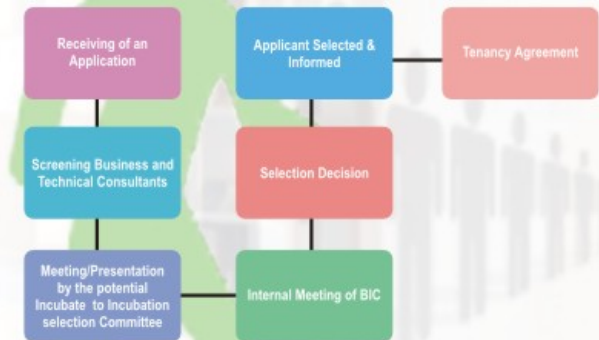 Receiving of an
Application
Screening Business and
Technical Consultants
Meeting/Presentation
by the potential
Incubate to Incubation
selection Committee
Internal Meeting of BIC
Selection Decision
Applicant Selected &
Informed
Tenancy Agreement